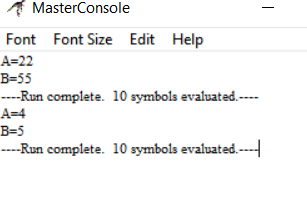 MasterConsole
Font Font Size Edit Help
A=22
B=55
----Run complete. 10 symbols evaluated.----
A=4
B=5
----Run complete. 10 symbols evaluated.----